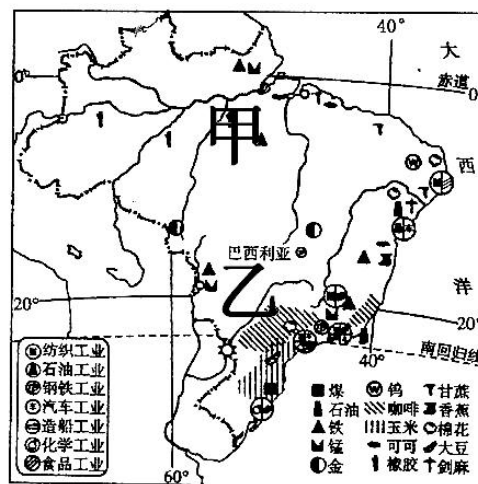 40°
大
0°
赤道
0°
甲
西
巴西利亚
洋
乙
20°
20°
40°
南回归线
60°
纺织工业
石油工业
钢铁工业
汽车工业
造船工业
化学工业
食品工业
煤
钨
甘蔗
石油
咖啡
香蕉
铁
玉米
棉花
锰
可可
大豆
金
橡胶
剑麻